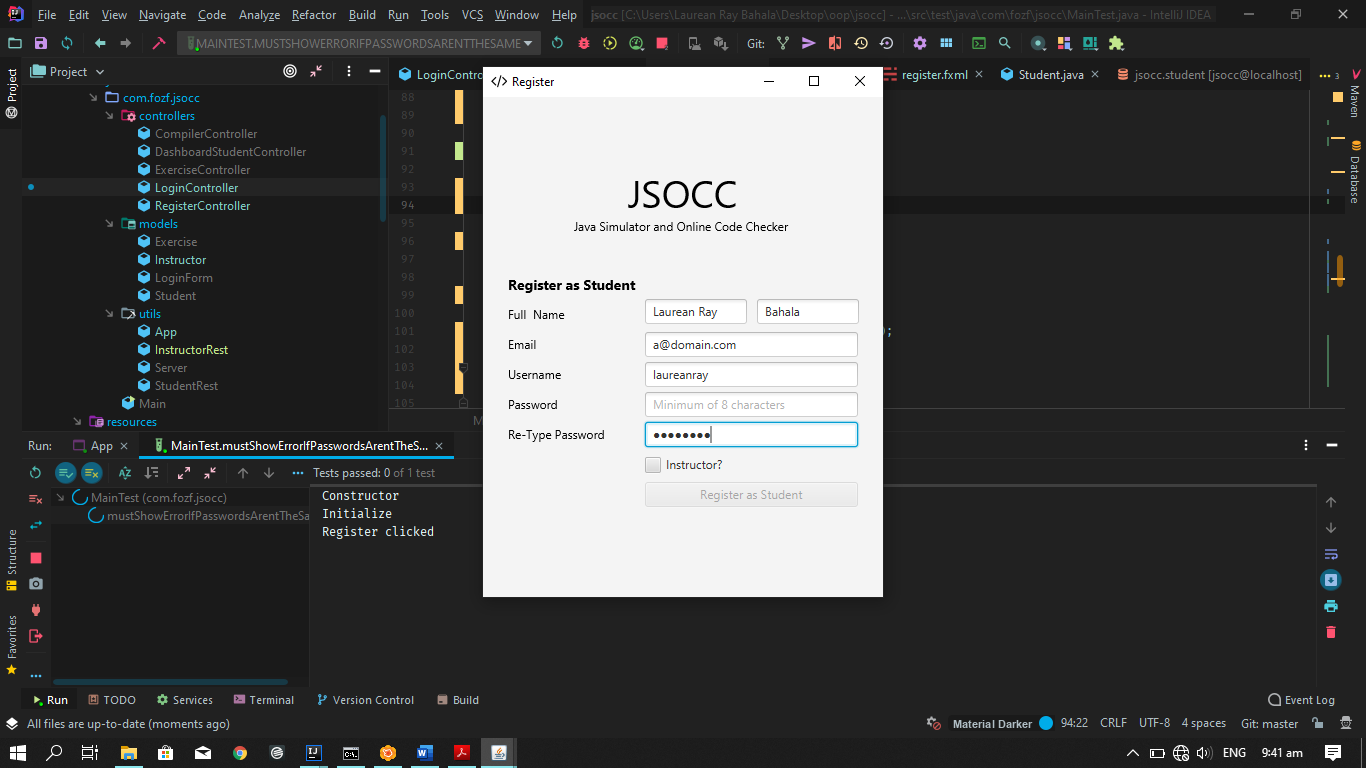 File Edit View Navigate Code Analyze Refactor Build Run Tools VCS Window Help jsocc [C:\Users\Laurean Ray Bahala\Desktop\oop\jsocc] - ...\src\test\java\com\fozf\jsocc\MainTest.java - IntelliJ IDEA
MAINTEST.MUSTSHOWERRORIFPASSWORDSARENTTHESAME Git:
Project LoginContro register.fxml Student.java jsocc.student [jsocc@localhost] 3
Register
Project
Maven
Database
Structure
Favorites
com.fozf.jsocc
controllers
CompilerController
DashboardStudentController
ExerciseController
LoginController
RegisterController
models
Exercise
Instructor
LoginForm
Student
utils
App
InstructorRest
Server
StudentRest
Main
resources
88
89
90
91
92
93
94
95
96
97
98
99
100
101 );
102
103
104
105
JSOCC
Java Simulator and Online Code Checker
Register as Student
Full Name Laurean Ray Bahala
Email a@domain.com
Username laureanray
Password Minimum of 8 characters
Re-Type Password ●●●●●●●●
Instructor?
Register as Student
Run: App MainTest.mustShowErrorIfPasswordsArentTheS...
Tests passed: 0 of 1 test
MainTest (com.fozf.jsocc)
mustShowErrorIfPasswordsArentTheSa
Constructor
Initialize
Register clicked
Run TODO Services Terminal Version Control Build Event Log
All files are up-to-date (moments ago) Material Darker 94:22 CRLF UTF-8 4 spaces Git: master
ENG 9:41 am